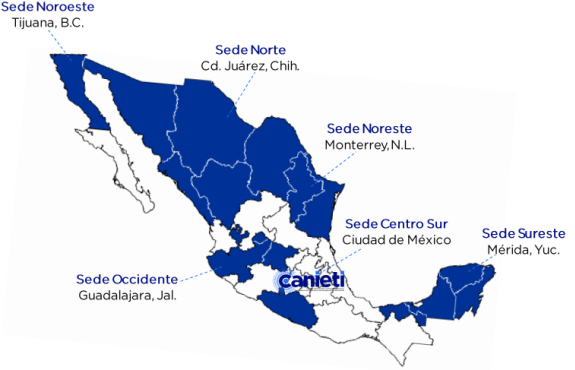 Sede Noroeste
Tijuana, B.C.
Sede Norte
Cd. Juárez, Chih.
Sede Noreste
Monterrey, N.L.
Sede Centro Sur
Ciudad de México
Sede Sureste
Mérida, Yuc.
Sede Occidente
Guadalajara, Jal.
canieti